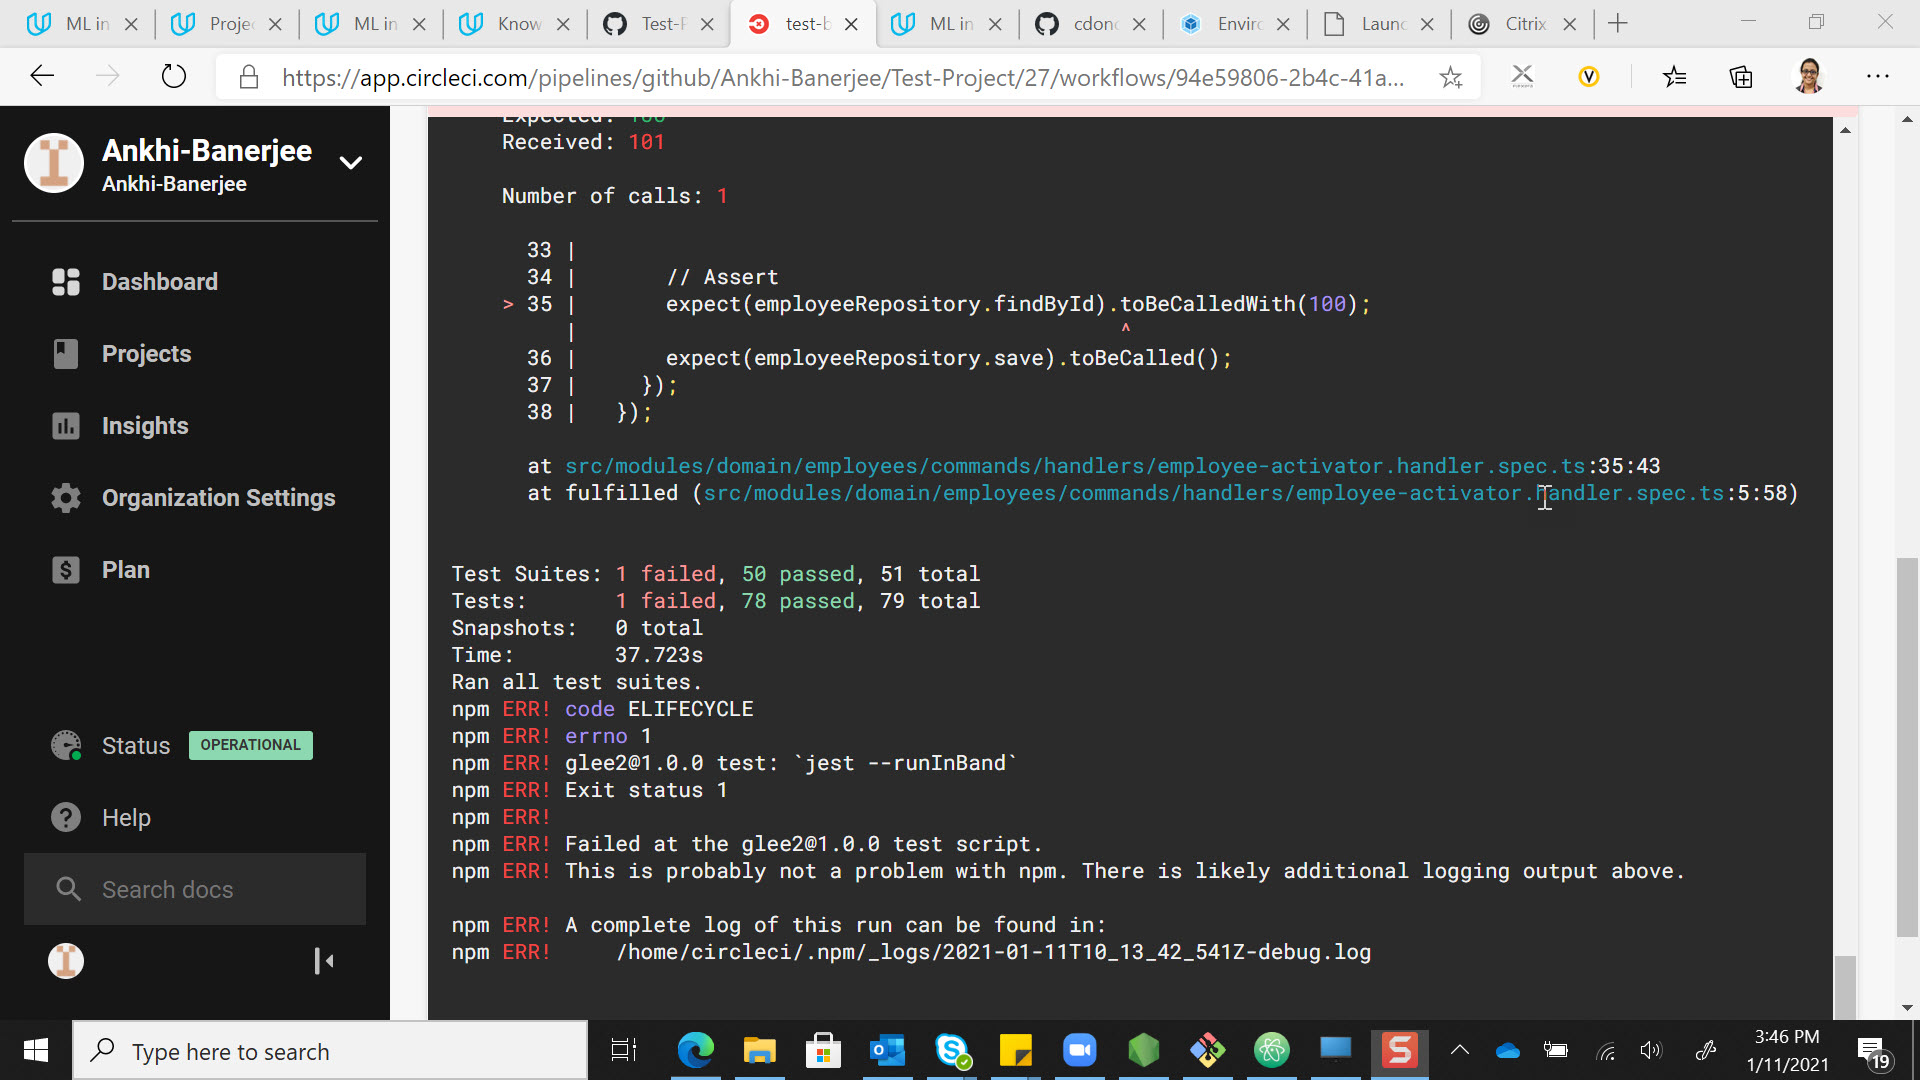 ML in
Projec
ML in
Know
Test-P
test-b
ML in
cdonc
Enviro
Launc
Citrix
https://app.circleci.com/pipelines/github/Ankhi-Banerjee/Test-Project/27/workflows/94e59806-2b4c-41a...
Ankhi-Banerjee
Ankhi-Banerjee
Dashboard
Projects
Insights
Organization Settings
Plan
Status OPERATIONAL
Help
Search docs
Expected: 100
Received: 101
Number of calls: 1
33 |
34 | // Assert
> 35 | expect(employeeRepository.findById).toBeCalledWith(100);
| ^
36 | expect(employeeRepository.save).toBeCalled();
37 | });
38 | });
at src/modules/domain/employees/commands/handlers/employee-activator.handler.spec.ts:35:43
at fulfilled (src/modules/domain/employees/commands/handlers/employee-activator.handler.spec.ts:5:58)
Test Suites: 1 failed, 50 passed, 51 total
Tests: 1 failed, 78 passed, 79 total
Snapshots: 0 total
Time: 37.723s
Ran all test suites.
npm ERR! code ELIFECYCLE
npm ERR! errno 1
npm ERR! glee2@1.0.0 test: `jest --runInBand`
npm ERR! Exit status 1
npm ERR!
npm ERR! Failed at the glee2@1.0.0 test script.
npm ERR! This is probably not a problem with npm. There is likely additional logging output above.
npm ERR! A complete log of this run can be found in:
npm ERR! /home/circleci/.npm/_logs/2021-01-11T10_13_42_541Z-debug.log
Type here to search
3:46 PM
1/11/2021
19